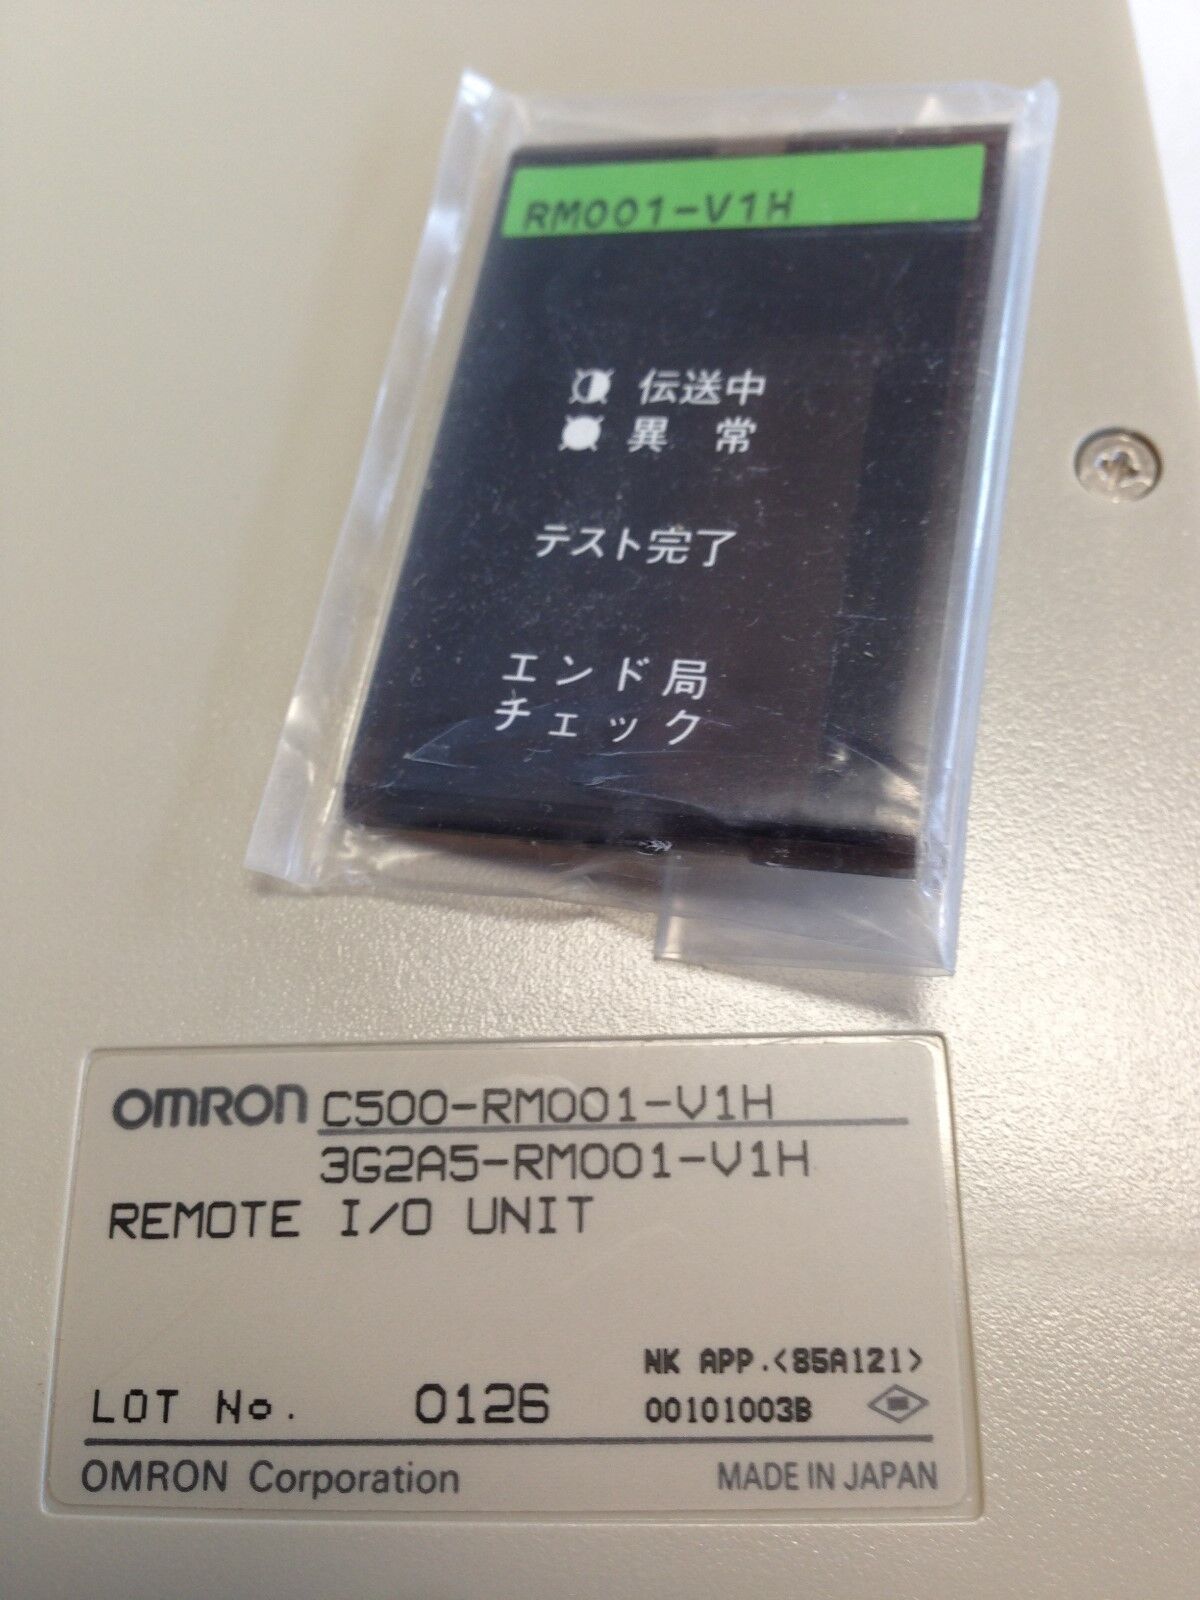 RM001-V1H
伝送中
異 常
テスト完了
エンド局
チェック
OMRON C500-RM001-V1H
3G2A5-RM001-V1H
REMOTE I/O UNIT
NK APP.<85A121>
LOT No. 0126 00101003B
OMRON Corporation MADE IN JAPAN